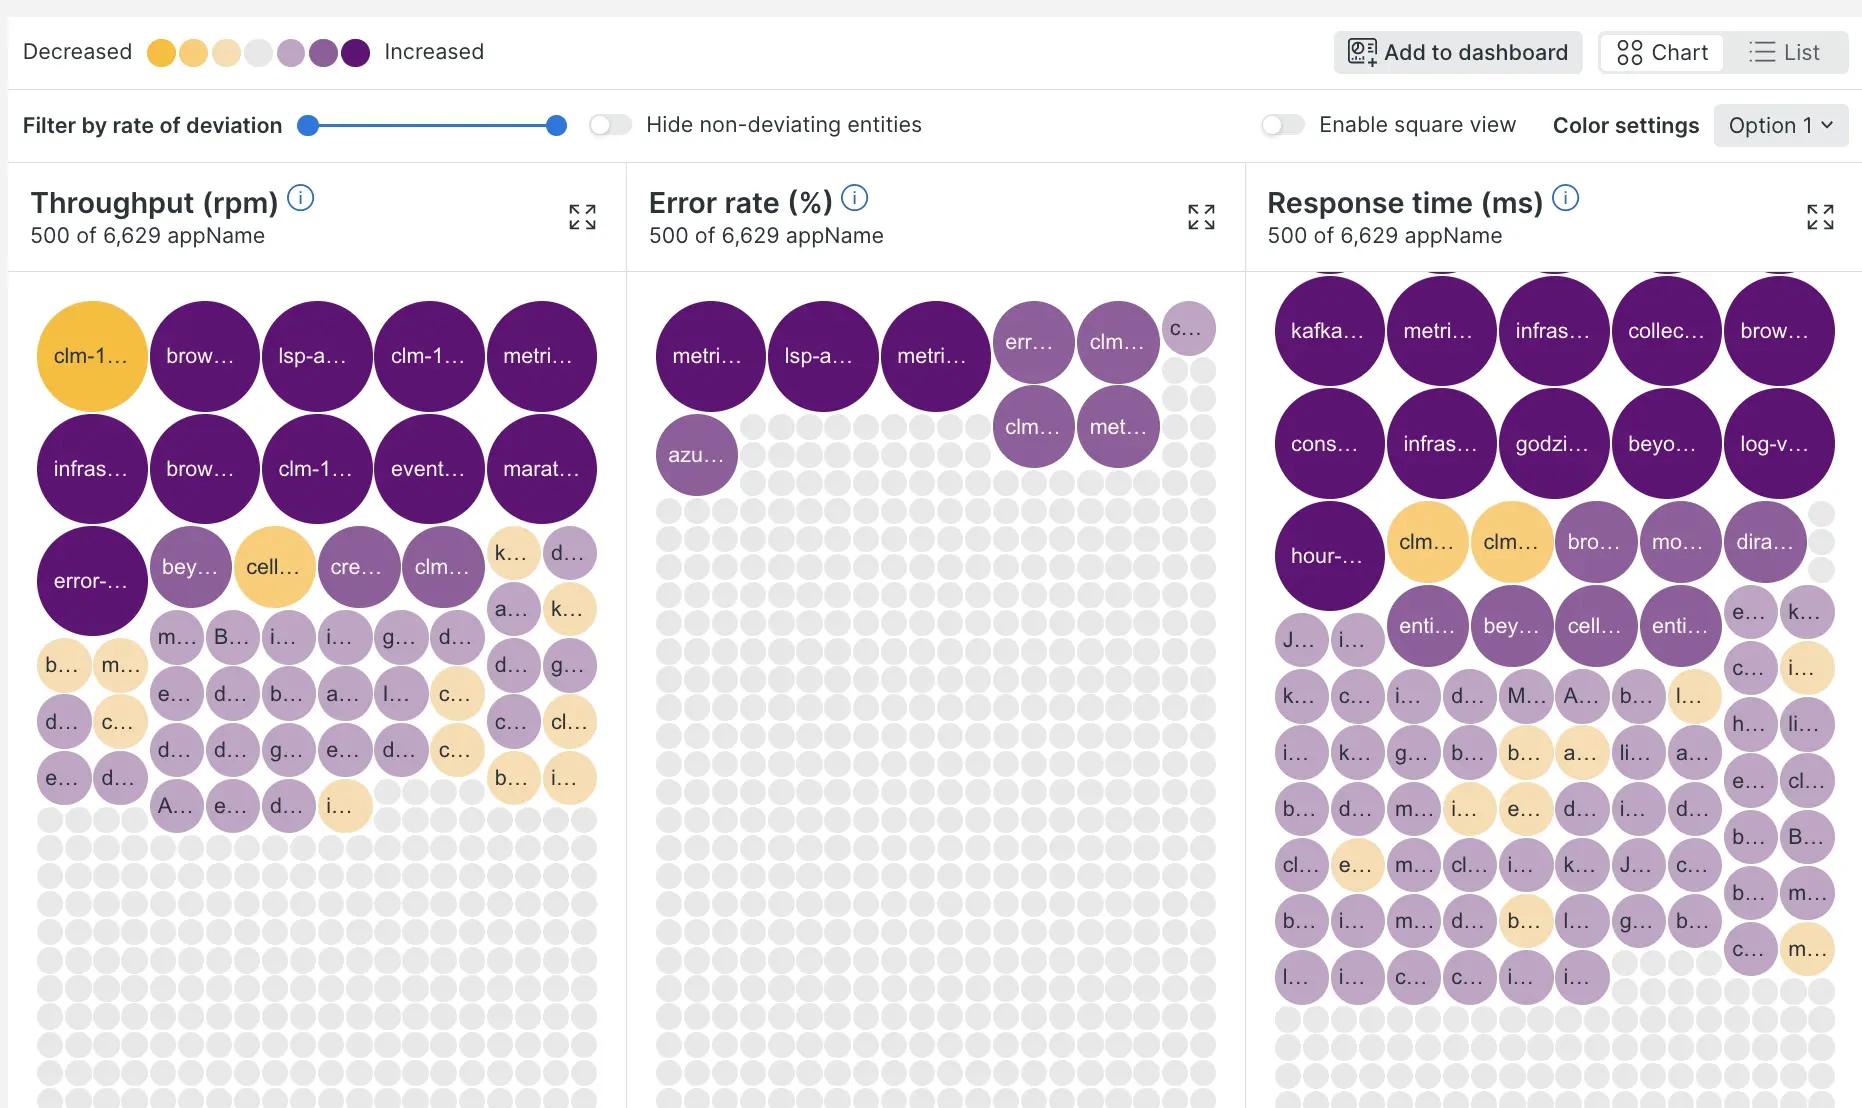 Decreased Increased Add to dashboard Chart List
Filter by rate of deviation Hide non-deviating entities Enable square view Color settings Option 1
Throughput (rpm)
500 of 6,629 appName
clm-1... brow... lsp-a... clm-1... metri...
infras... brow... clm-1... event... marat...
error-... bey... cell... cre... clm... k... d...
a... k...
m... B... i... i... g... d...
b... m... d... g...
e... d... b... a... l... c...
d... c... c... cl...
d... d... g... e... d... c...
e... d... b... i...
A... e... d... i...
Error rate (%)
500 of 6,629 appName
metri... lsp-a... metri... err... clm... c...
azu... clm... met...
Response time (ms)
500 of 6,629 appName
kafka... metri... infras... collec... brow...
cons... infras... godzi... beyo... log-v...
hour-... clm... clm... bro... mo... dira...
enti... bey... cell... enti... e... k...
J... i... c... i...
k... c... i... d... M... A... b... l...
h... li...
i... k... g... b... b... a... li... a...
e... cl...
b... d... m... i... e... d... i... d...
b... B...
cl... e... m... cl... i... k... J... c...
b... m...
b... i... m... d... b... l... g... b...
c... m...
l... i... c... c... i... i...